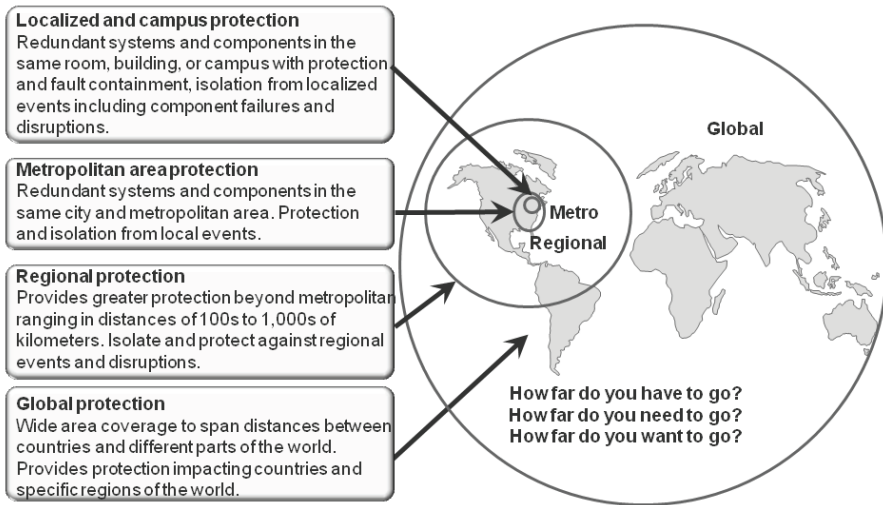 Localized and campus protection
Redundant systems and components in the
same room, building, or campus with protection
and fault containment, isolation from localized
events including component failures and
disruptions.
Metropolitan area protection
Redundant systems and components in the
same city and metropolitan area. Protection
and isolation from local events.
Regional protection
Provides greater protection beyond metropolitan
ranging in distances of 100s to 1,000s of
kilometers. Isolate and protect against regional
events and disruptions.
Global protection
Wide area coverage to span distances between
countries and different parts of the world.
Provides protection impacting countries and
specific regions of the world.
Global
Metro
Regional
How far do you have to go?
How far do you need to go?
How far do you want to go?